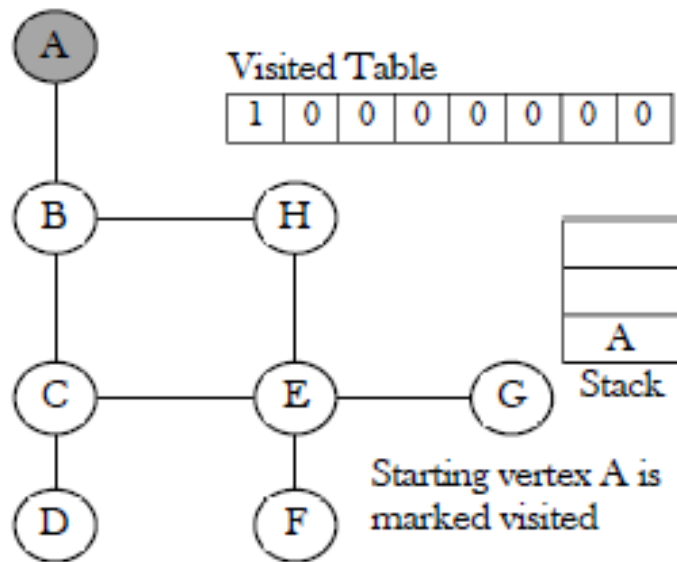 A
Visited Table
1 0 0 0 0 0 0 0
B H
A
C E G
Stack
Starting vertex A is
marked visited
D F